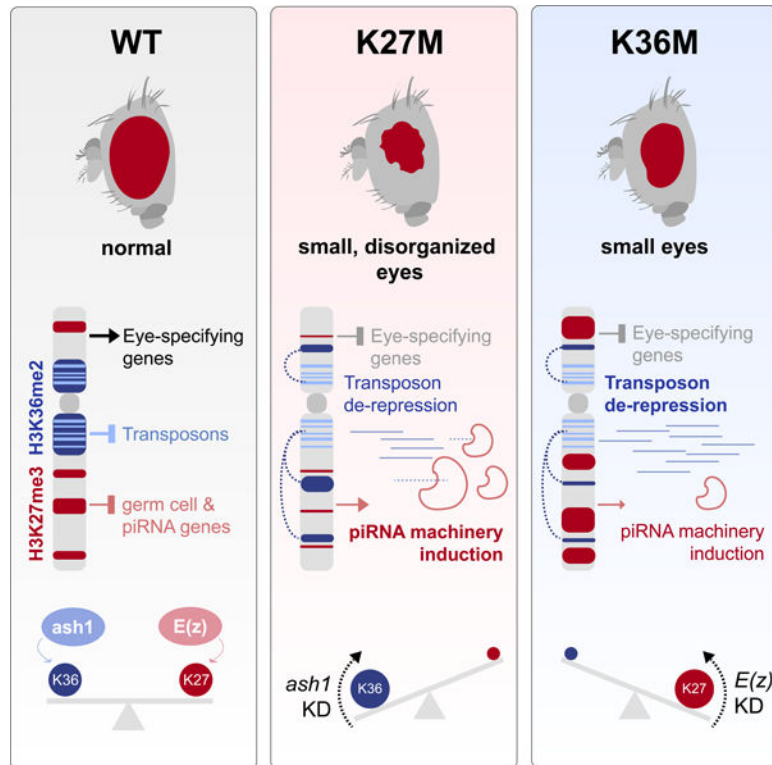 WT
normal
H3K36me2
H3K27me3
Eye-specifying
genes
Transposons
germ cell &
piRNA genes
ash1
E(z)
K36
K27
K27M
small, disorganized
eyes
Eye-specifying
genes
Transposon
de-repression
piRNA machinery
induction
ash1
KD
K36
K36M
small eyes
Eye-specifying
genes
Transposon
de-repression
piRNA machinery
induction
K27
E(z)
KD